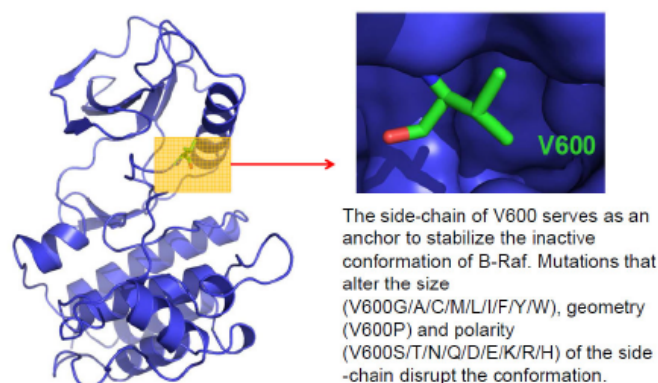 V600
The side-chain of V600 serves as an
anchor to stabilize the inactive
conformation of B-Raf. Mutations that
alter the size
(V600G/A/C/M/L/I/F/Y/W), geometry
(V600P) and polarity
(V600S/T/N/Q/D/E/K/R/H) of the side
-chain disrupt the conformation.